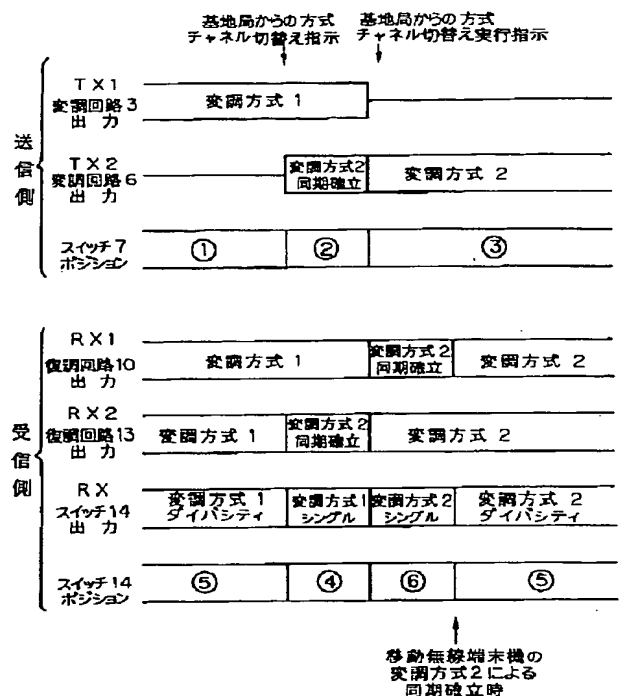 基地局からの方式
チャネル切替え指示
基地局からの方式
チャネル切替え実行指示
送信側
TX1
変調回路3
出力
変調方式 1
TX2
変調回路6
出力
変調方式2
同期確立
変調方式 2
スイッチ7
ポジション
①
②
③
受信側
RX1
復調回路10
出力
変調方式 1
変調方式2
同期確立
変調方式 2
RX2
復調回路13
出力
変調方式 1
変調方式2
同期確立
変調方式 2
RX
スイッチ14
出力
変調方式 1
ダイバシティ
変調方式1
シングル
変調方式2
シングル
変調方式 2
ダイバシティ
スイッチ14
ポジション
⑤
④
⑥
⑤
移動無線端末機の
変調方式2による
同期確立時